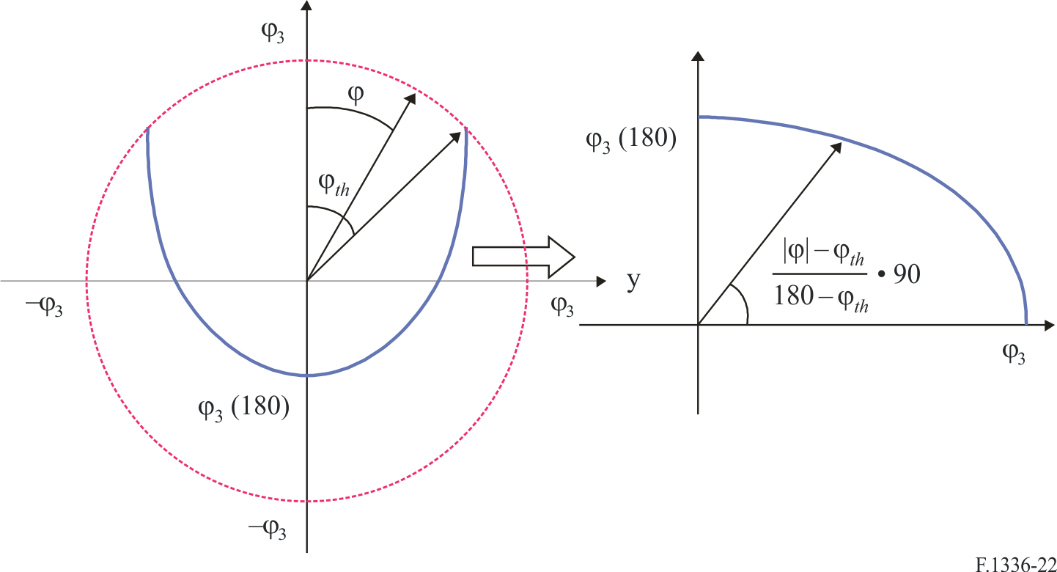 φ3
φ
φth
y
–φ3
φ3
φ3 (180)
–φ3
φ3 (180)
|φ| – φth
180 – φth
• 90
φ3
F.1336-22